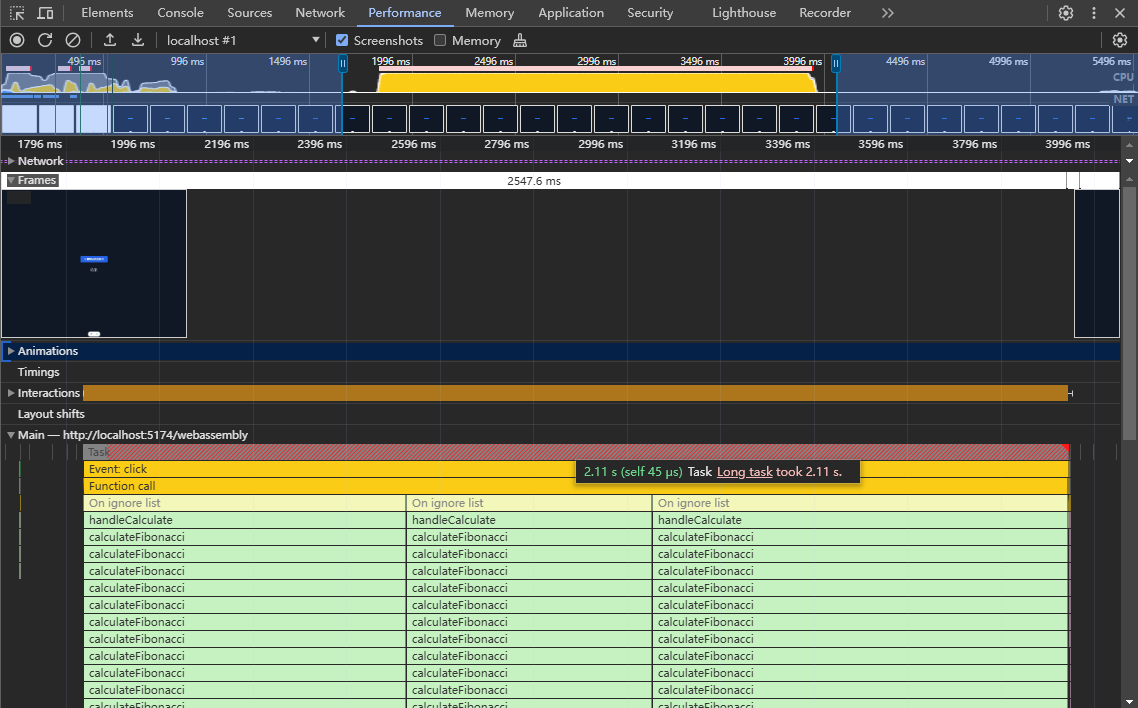 Elements Console Sources Network Performance Memory Application Security Lighthouse Recorder
localhost #1 Screenshots Memory
495 ms 996 ms 1496 ms 1996 ms 2496 ms 2996 ms 3496 ms 3996 ms 4496 ms 4996 ms 5496 ms
CPU
NET
1796 ms 1996 ms 2196 ms 2396 ms 2596 ms 2796 ms 2996 ms 3196 ms 3396 ms 3596 ms 3796 ms 3996 ms
Network
Frames 2547.6 ms
Animations
Timings
Interactions
Layout shifts
Main — http://localhost:5174/webassembly
Task
Event: click
2.11 s (self 45 μs) Task Long task took 2.11 s.
Function call
On ignore list On ignore list On ignore list
handleCalculate handleCalculate handleCalculate
calculateFibonacci calculateFibonacci calculateFibonacci
calculateFibonacci calculateFibonacci calculateFibonacci
calculateFibonacci calculateFibonacci calculateFibonacci
calculateFibonacci calculateFibonacci calculateFibonacci
calculateFibonacci calculateFibonacci calculateFibonacci
calculateFibonacci calculateFibonacci calculateFibonacci
calculateFibonacci calculateFibonacci calculateFibonacci
calculateFibonacci calculateFibonacci calculateFibonacci
calculateFibonacci calculateFibonacci calculateFibonacci
calculateFibonacci calculateFibonacci calculateFibonacci
calculateFibonacci calculateFibonacci calculateFibonacci